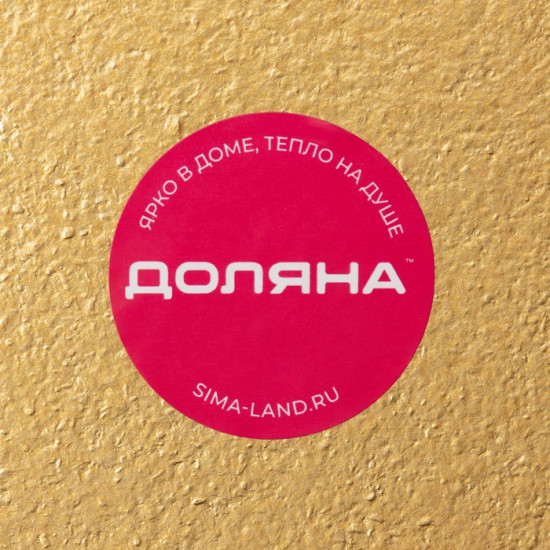 ЯРКО В ДОМЕ, ТЕПЛО НА ДУШЕ
ДОЛЯНА™
SIMA-LAND.RU